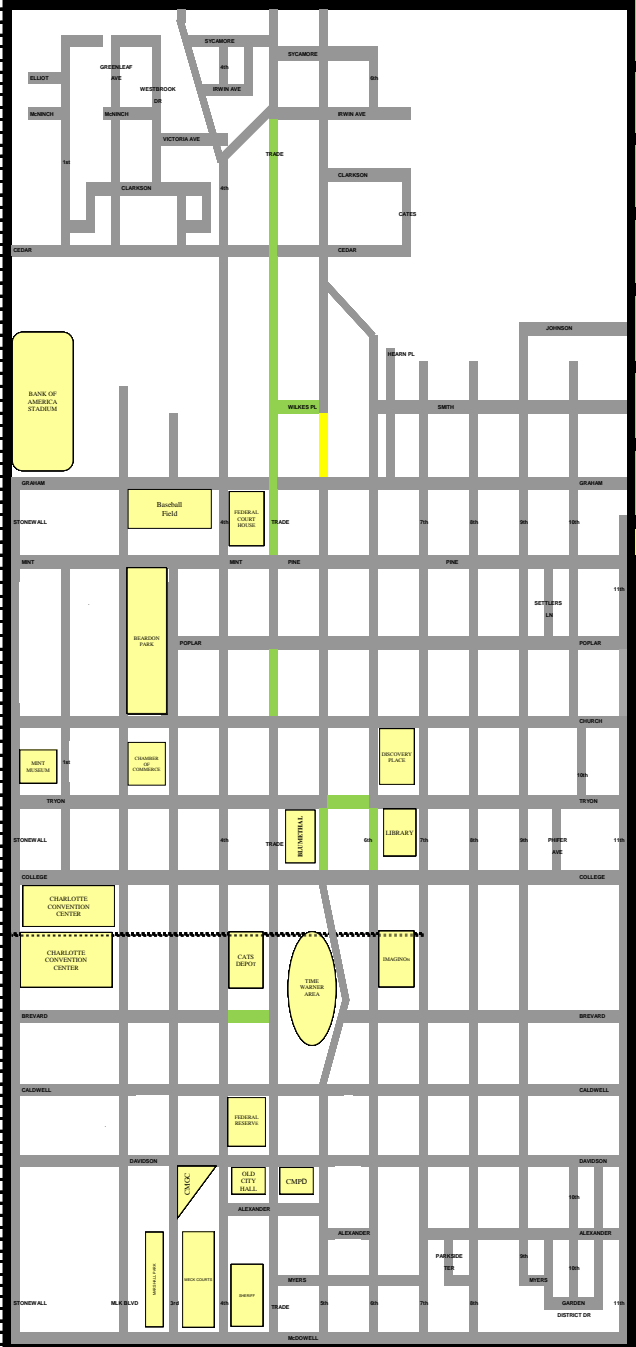 SYCAMORE
SYCAMORE
GREENLEAF
AVE
4th
ELLIOT
6th
WESTBROOK
DR
IRWIN AVE
McNINCH
McNINCH
IRWIN AVE
VICTORIA AVE
TRADE
1st
CLARKSON
CLARKSON
4th
CATES
CEDAR
CEDAR
JOHNSON
HEARN PL
BANK OF
AMERICA
STADIUM
WILKES PL
SMITH
GRAHAM
GRAHAM
Baseball
Field
FEDERAL
COURT
HOUSE
STONEWALL
4th
TRADE
7th
8th
9th
10th
MINT
MINT
PINE
PINE
11th
SETTLERS
LN
BEARDON
PARK
POPLAR
POPLAR
CHURCH
MINT
MUSEUM
1st
CHAMBER
OF
COMMERCE
DISCOVERY
PLACE
10th
TRYON
TRYON
STONEWALL
4th
TRADE
BLUMETHAL
6th
LIBRARY
7th
8th
9th
PHIFER
AVE
11th
COLLEGE
COLLEGE
CHARLOTTE
CONVENTION
CENTER
CHARLOTTE
CONVENTION
CENTER
CATS
DEPOT
TIME
WARNER
AREA
IMAGINOn
BREVARD
BREVARD
CALDWELL
CALDWELL
FEDERAL
RESERVE
DAVIDSON
DAVIDSON
CMGC
OLD
CITY
HALL
CMPD
10th
ALEXANDER
ALEXANDER
ALEXANDER
PARKSIDE
TER
9th
10th
MARSHALL PARK
MECK COURTS
SHERIFF
MYERS
MYERS
STONEWALL
MLK BLVD
3rd
4th
TRADE
5th
6th
7th
8th
GARDEN
DISTRICT DR
11th
McDOWELL